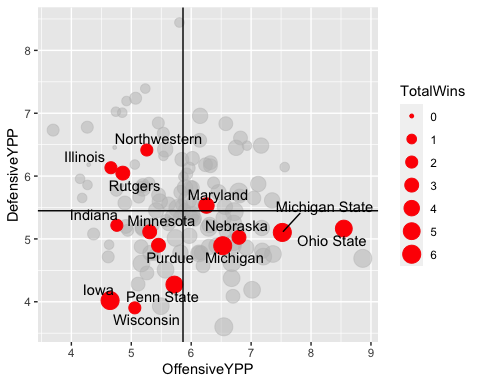 8
7
6
5
4
DefensiveYPP
Northwestern
Illinois
Rutgers
Maryland
Michigan State
Indiana
Minnesota
Nebraska
Ohio State
Purdue
Michigan
Iowa
Penn State
Wisconsin
4 5 6 7 8 9
OffensiveYPP
TotalWins
0
1
2
3
4
5
6